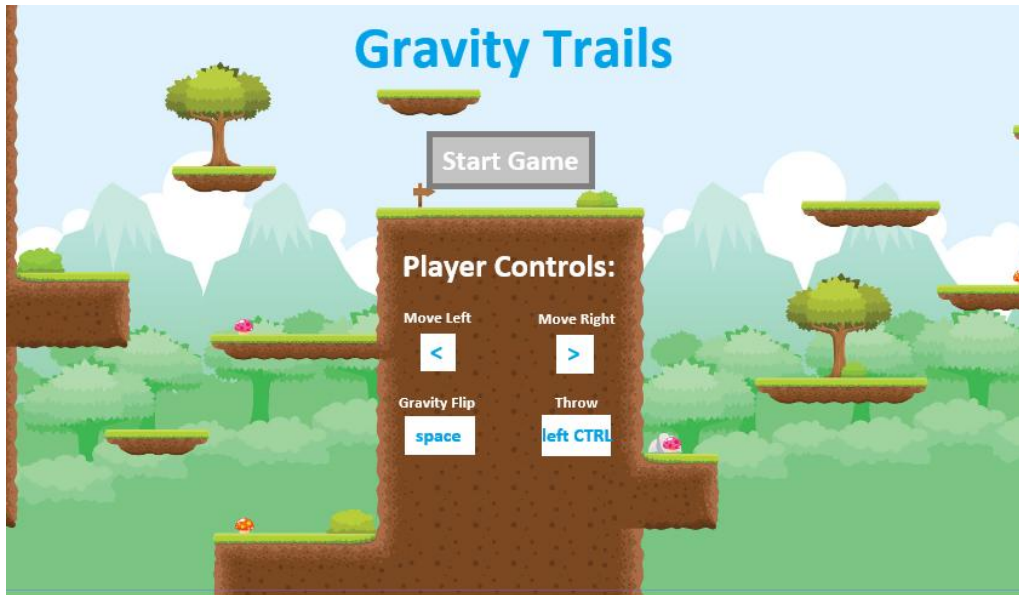 Gravity Trails
Start Game
Player Controls:
Move Left
Move Right
<
>
Gravity Flip
Throw
space
left CTRL